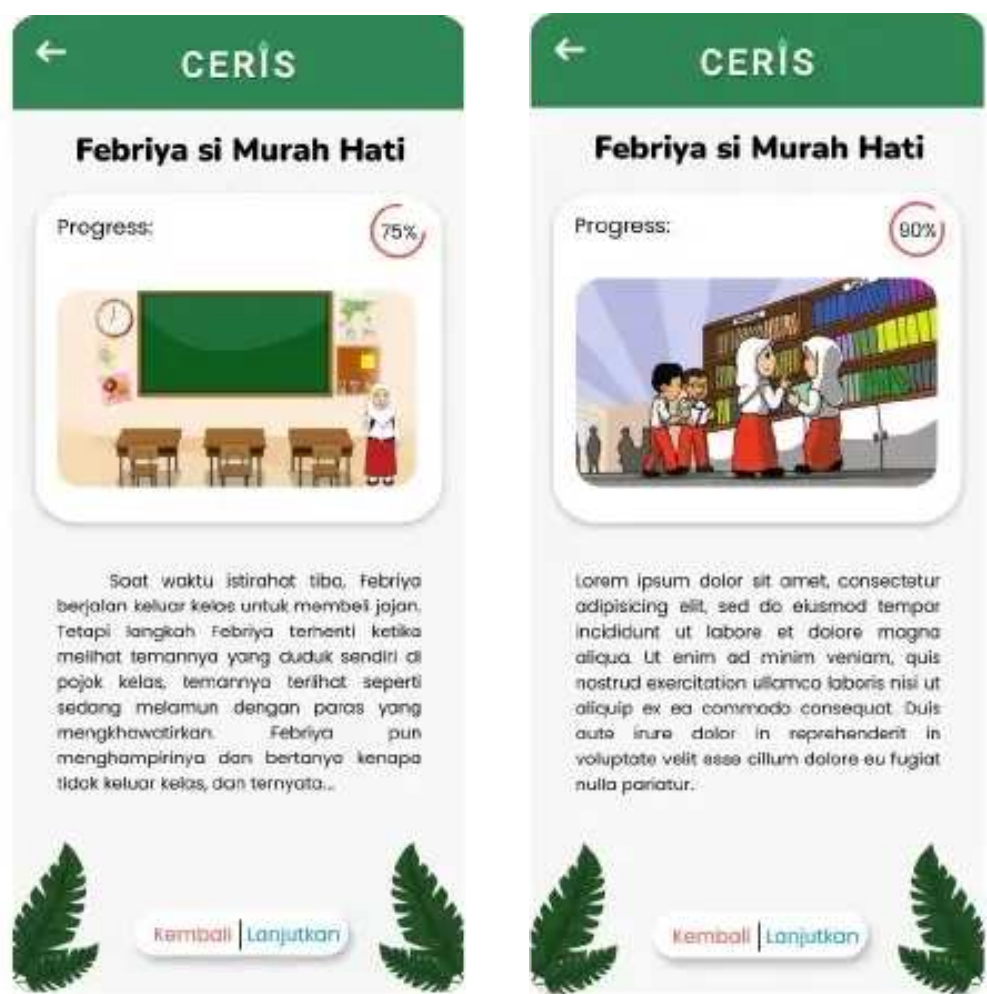 CERIS
Febriya si Murah Hati
Progress:
75%
Saat waktu istirahat tiba, Febriya
berjalan keluar kelas untuk membeli jajan.
Tetapi langkah Febriya terhenti ketika
melihat temannya yang duduk sendiri di
pojok kelas, temannya terlihat seperti
sedang melamun dengan paras yang
mengkhawatirkan. Febriya pun
menghampirinya dan bertanya kenapa
tidak keluar kelas, dan ternyata...
Kembali | Lanjutkan
CERIS
Febriya si Murah Hati
Progress:
90%
Lorem ipsum dolor sit amet, consectetur
adipisicing elit, sed do eiusmod tempor
incididunt ut labore et dolore magna
aliqua. Ut enim ad minim veniam, quis
nostrud exercitation ullamco laboris nisi ut
aliquip ex ea commodo consequat. Duis
aute irure dolor in reprehenderit in
voluptate velit esse cillum dolore eu fugiat
nulla pariatur.
Kembali | Lanjutkan